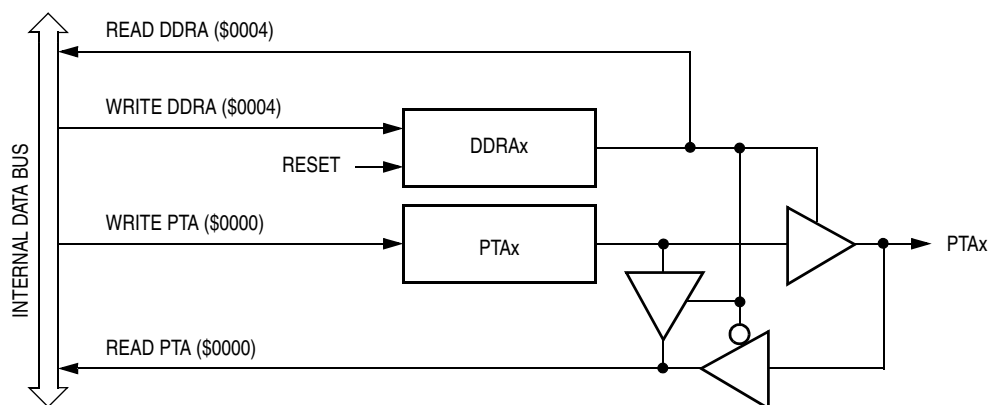 READ DDRA ($0004)
WRITE DDRA ($0004)
DDRAx
RESET
INTERNAL DATA BUS
WRITE PTA ($0000)
PTAx
PTAx
READ PTA ($0000)